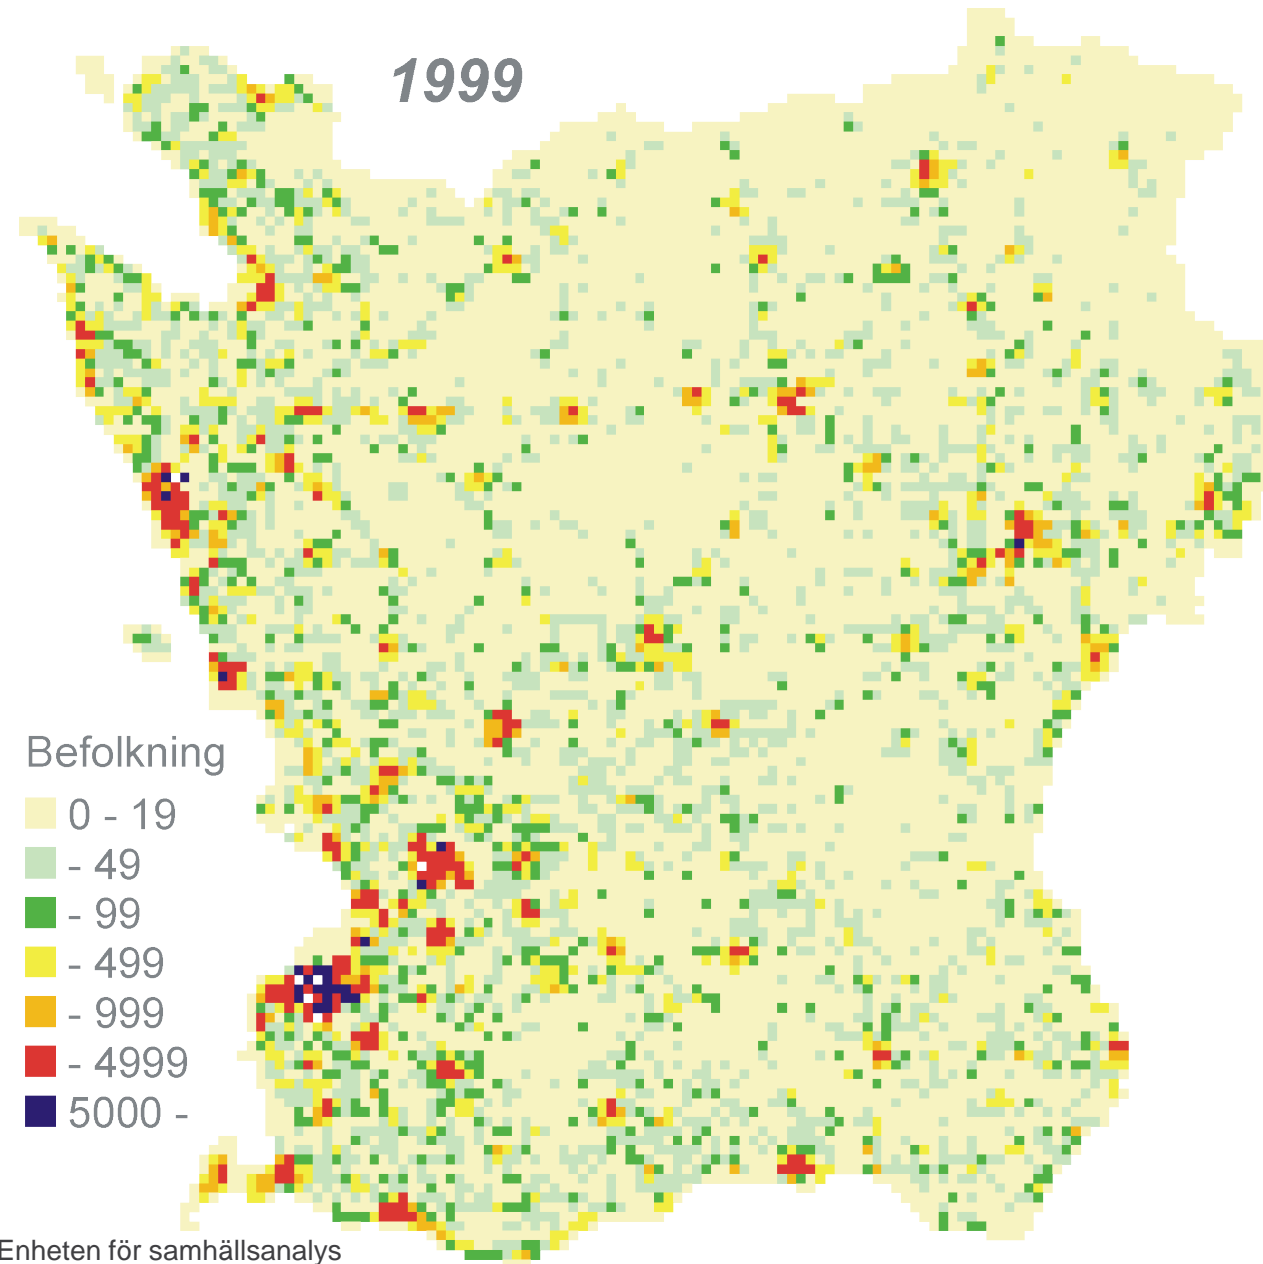 1999
Befolkning
0 - 19
- 49
- 99
- 499
- 999
- 4999
5000 -
Enheten för samhällsanalys